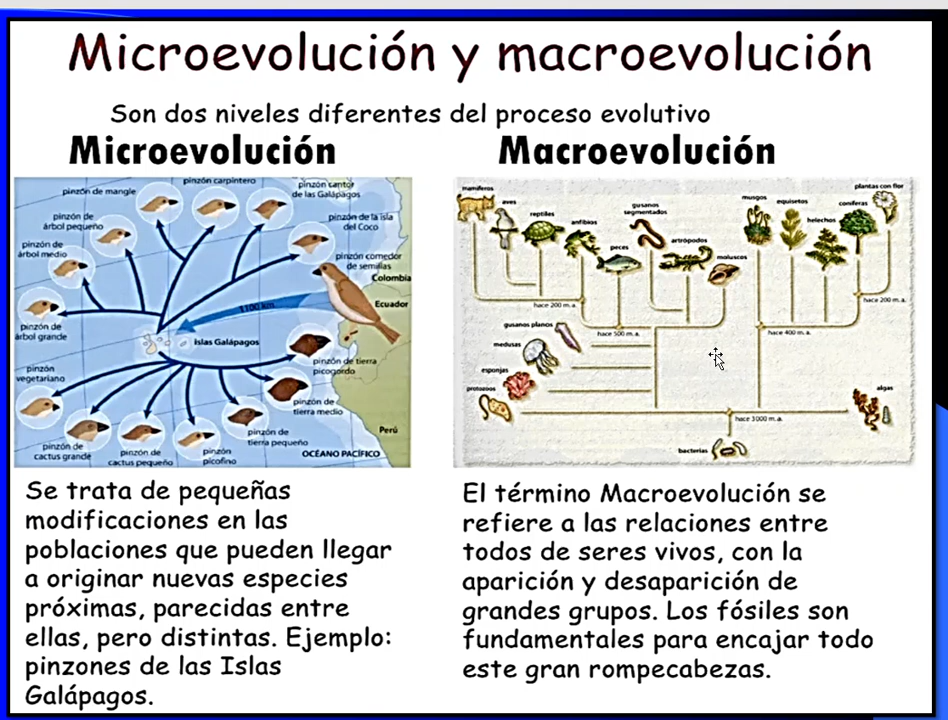 Microevolución y macroevolución
Son dos niveles diferentes del proceso evolutivo
Microevolución
pinzón de mangle
pinzón carpintero
pinzón cantor
de las Galápagos
pinzón de
árbol pequeño
pinzón de la isla
del Coco
pinzón de
árbol medio
pinzón comedor
de semillas
Colombia
1100 km
Ecuador
pinzón de
árbol grande
Islas Galápagos
pinzón de tierra
picogordo
pinzón
vegetariano
pinzón de
tierra medio
pinzón de
cactus grande
pinzón de
cactus pequeño
pinzón
picofino
pinzón de
tierra pequeño
Perú
OCÉANO PACÍFICO
Se trata de pequeñas
modificaciones en las
poblaciones que pueden llegar
a originar nuevas especies
próximas, parecidas entre
ellas, pero distintas. Ejemplo:
pinzones de las Islas
Galápagos.
Macroevolución
mamíferos
aves
reptiles
anfibios
peces
gusanos
segmentados
artrópodos
moluscos
musgos
equisetos
helechos
coníferas
plantas con flor
hace 200 m.a.
hace 500 m.a.
hace 400 m.a.
hace 200 m.a.
gusanos planos
medusas
esponjas
protozoos
algas
hace 3000 m.a.
bacterias
El término Macroevolución se
refiere a las relaciones entre
todos de seres vivos, con la
aparición y desaparición de
grandes grupos. Los fósiles son
fundamentales para encajar todo
este gran rompecabezas.